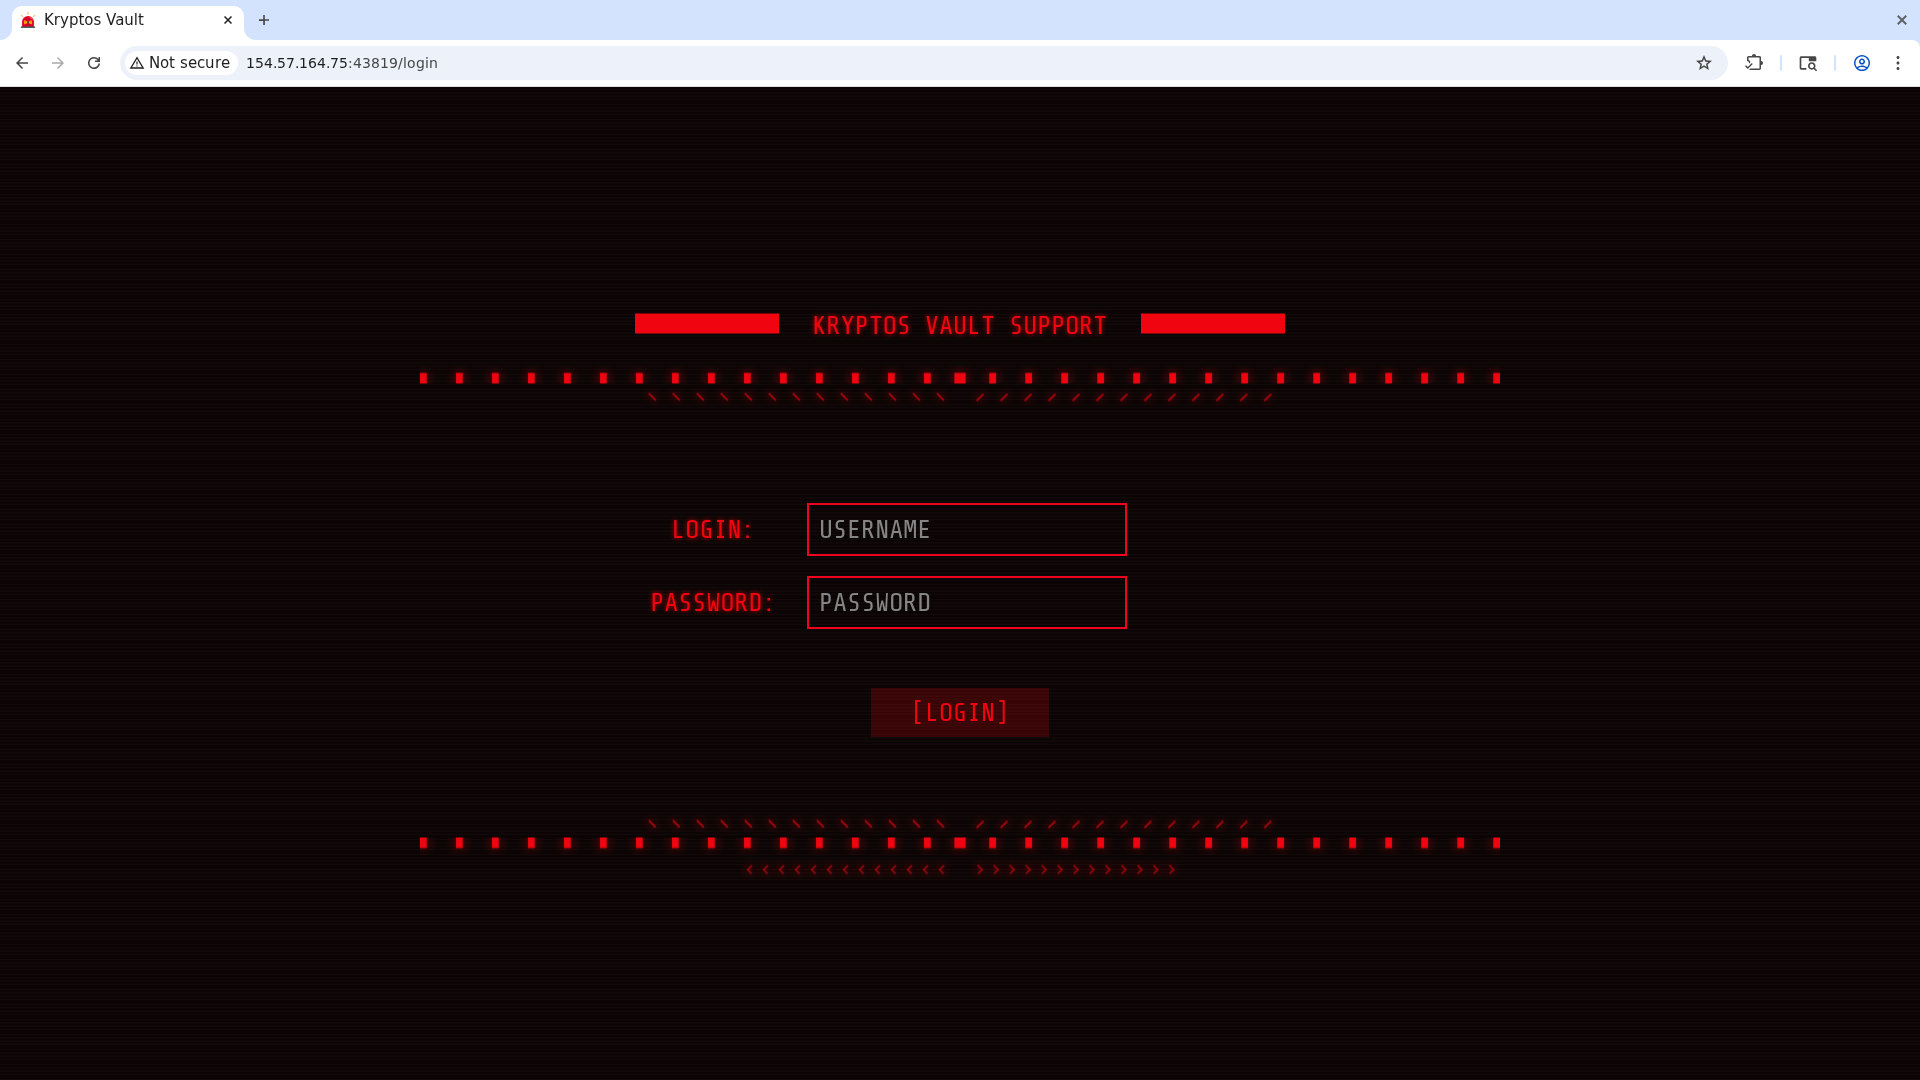 Kryptos Vault
Not secure
154.57.164.75:43819/login
KRYPTOS VAULT SUPPORT
LOGIN: USERNAME
PASSWORD: PASSWORD
[LOGIN]